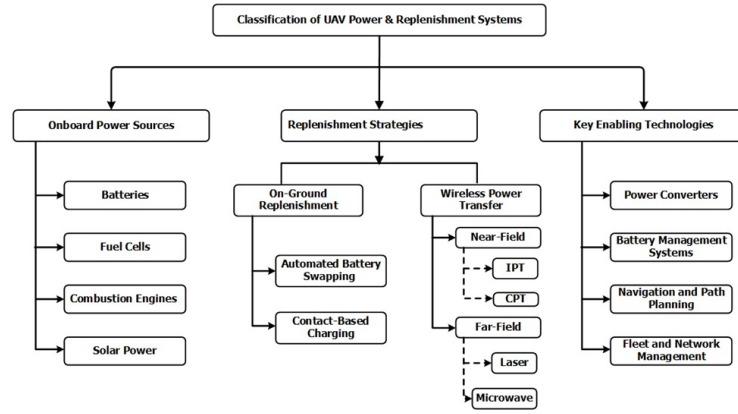 Classification of UAV Power & Replenishment Systems
Onboard Power Sources
Replenishment Strategies
Key Enabling Technologies
Batteries
Fuel Cells
Combustion Engines
Solar Power
On-Ground
Replenishment
Automated Battery
Swapping
Contact-Based
Charging
Wireless Power
Transfer
Near-Field
IPT
CPT
Far-Field
Laser
Microwave
Power Converters
Battery Management
Systems
Navigation and Path
Planning
Fleet and Network
Management